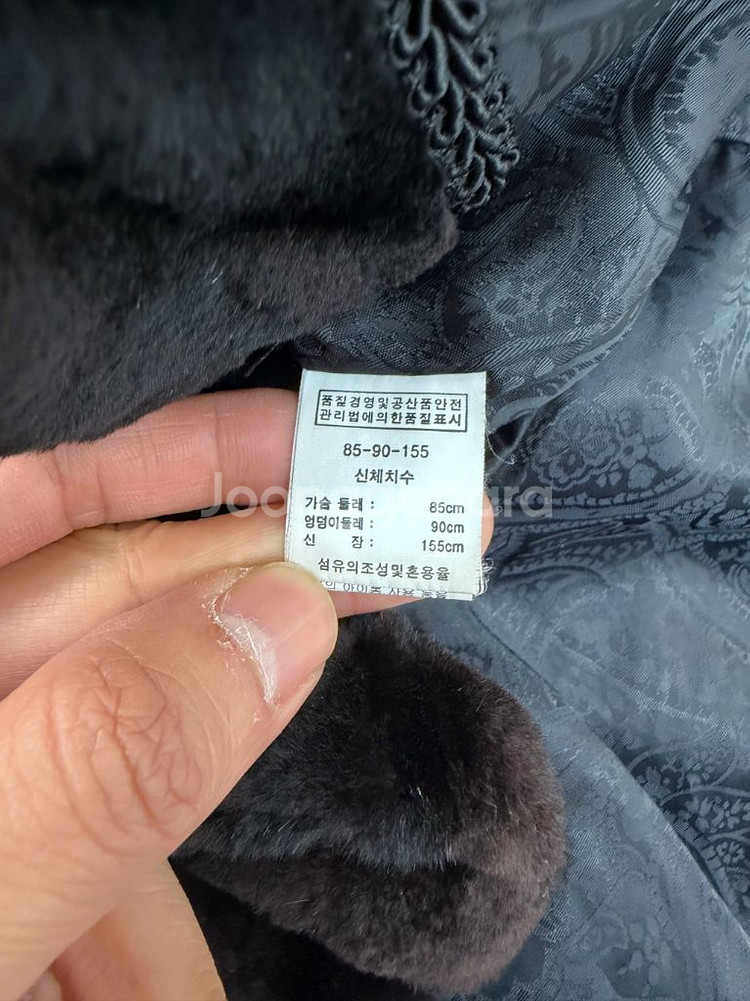 품질경영및공산품안전
관리법에의한품질표시
85-90-155
신체치수
가슴 둘레 : 85cm
엉덩이둘레 : 90cm
신 장 : 155cm
섬유의조성및혼용율